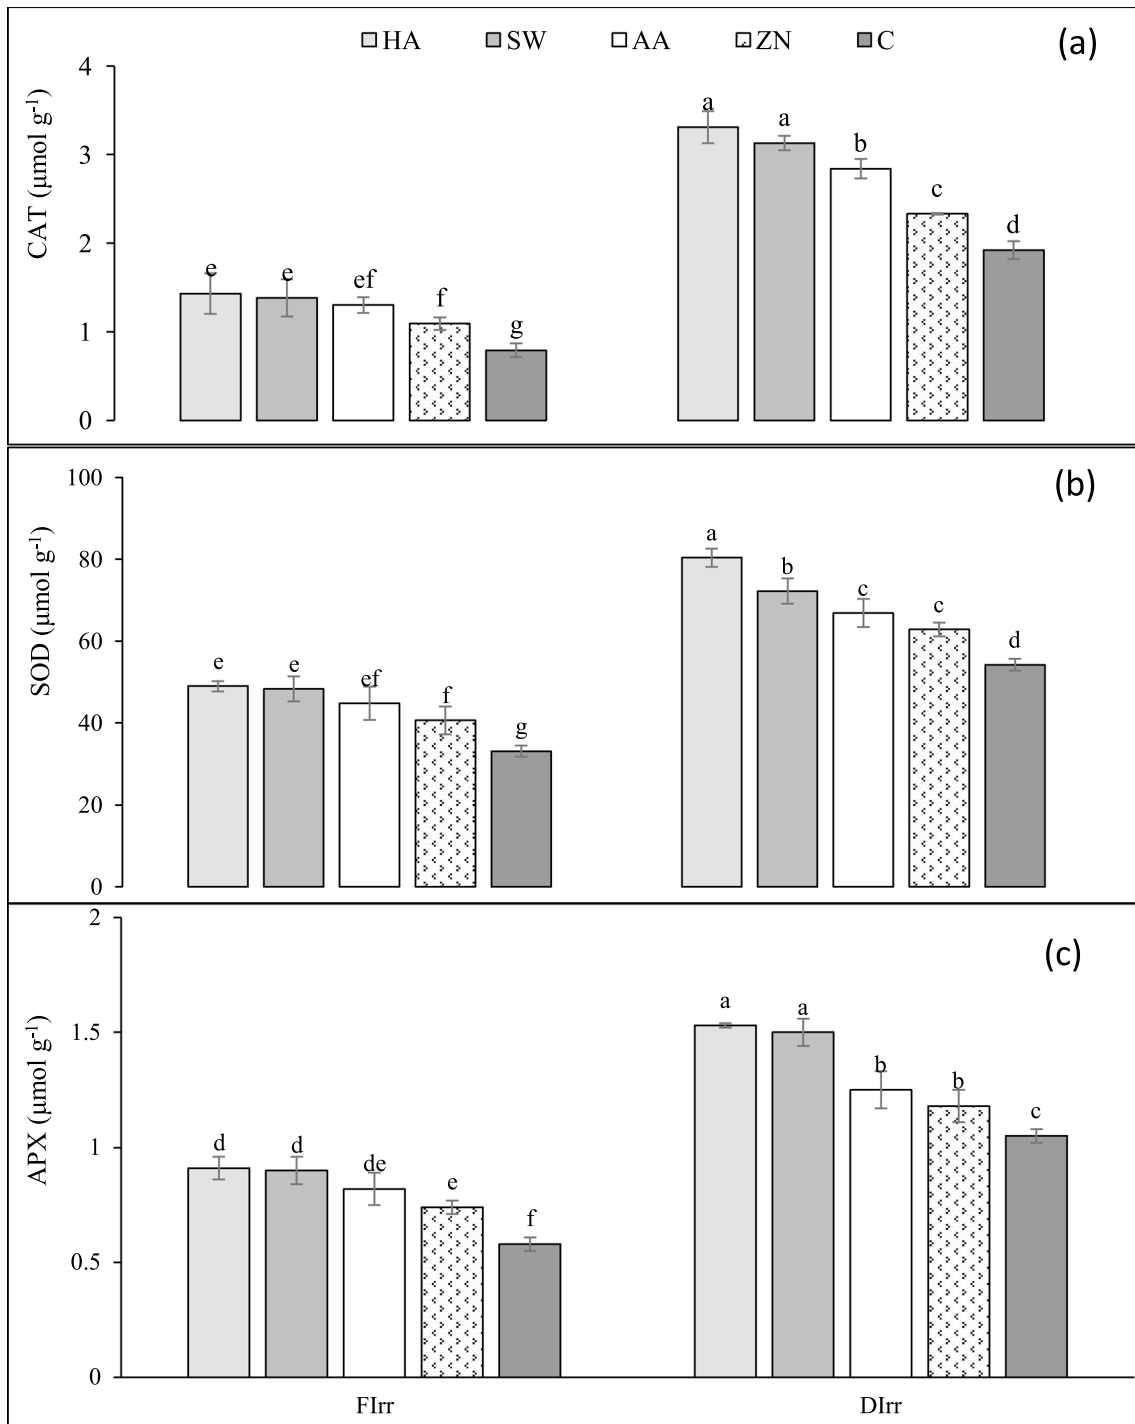 HA SW AA ZN C (a)
CAT (µmol g-1)
4
3
2
1
0
e e ef f g a a b c d
(b)
SOD (µmol g-1)
100
80
60
40
20
0
e e ef f g a b c c d
(c)
APX (µmol g-1)
2
1.5
1
0.5
0
d d de e f a a b b c
FIrr DIrr